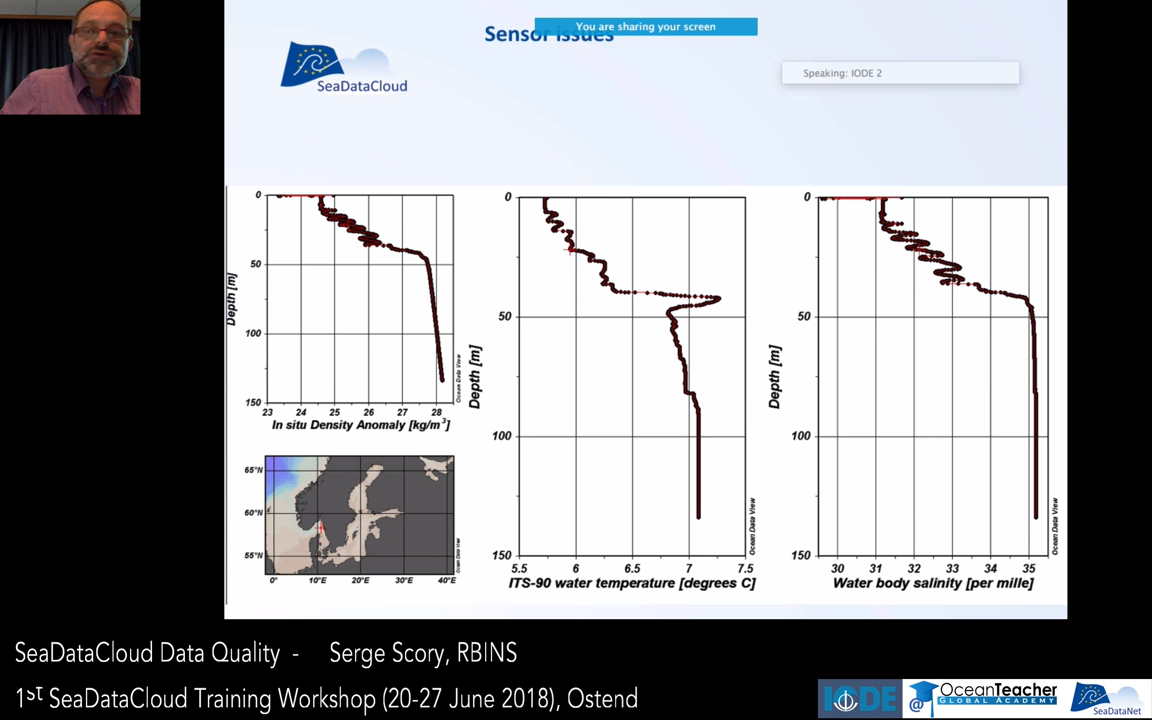 Sensor issues
You are sharing your screen
Speaking: IODE 2
SeaDataCloud
0
50
100
150
Depth [m]
23 24 25 26 27 28
In situ Density Anomaly [kg/m³]
Ocean Data View
0
50
100
150
Depth [m]
5.5 6 6.5 7 7.5
ITS-90 water temperature [degrees C]
Ocean Data View
0
50
100
150
Depth [m]
30 31 32 33 34 35
Water body salinity [per mille]
Ocean Data View
65°N
60°N
55°N
0° 10°E 20°E 30°E 40°E
Ocean Data View
SeaDataCloud Data Quality - Serge Scory, RBINS
1st SeaDataCloud Training Workshop (20-27 June 2018), Ostend
IODE
@ OceanTeacher
GLOBAL ACADEMY
SeaDataNet